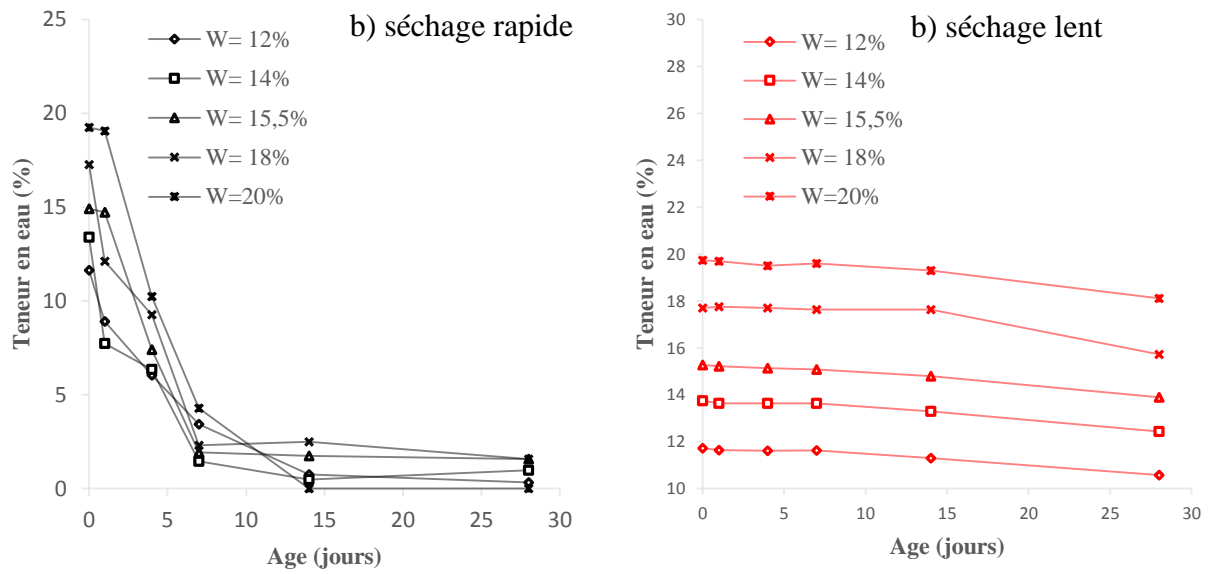 b) séchage rapide
W= 12%
W= 14%
W= 15,5%
W= 18%
W=20%
Teneur en eau (%)
25
20
15
10
5
0
0 5 10 15 20 25 30
Age (jours)
b) séchage lent
W= 12%
W= 14%
W= 15,5%
W= 18%
W=20%
Teneur en eau (%)
30
28
26
24
22
20
18
16
14
12
10
0 5 10 15 20 25 30
Age (jours)